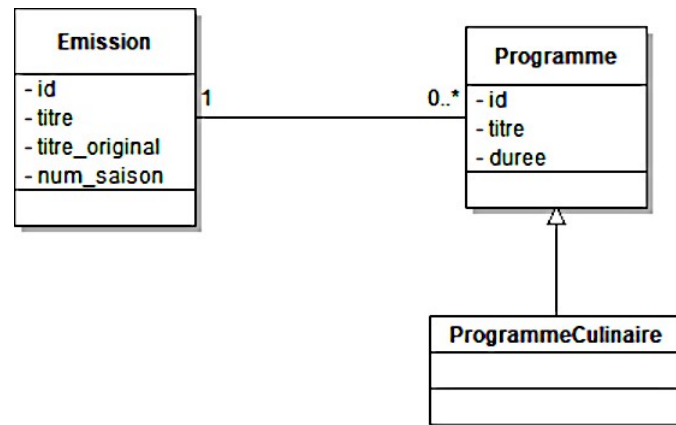 Emission
- id
- titre
- titre_original
- num_saison
1
0..*
Programme
- id
- titre
- duree
ProgrammeCulinaire